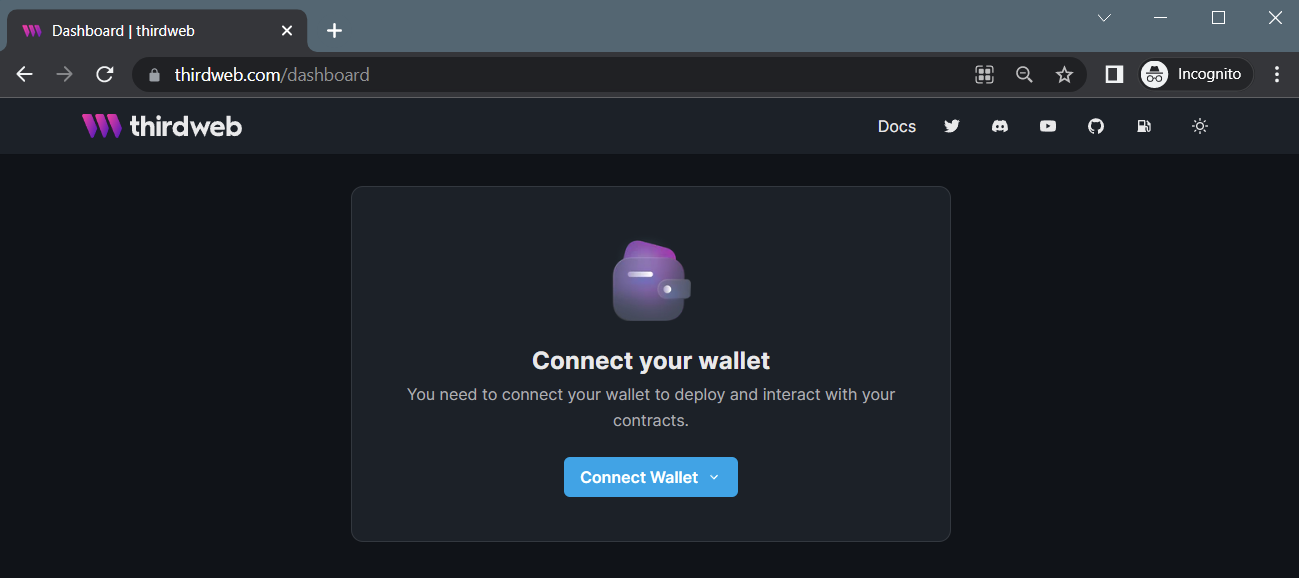 Dashboard | thirdweb
thirdweb.com/dashboard
Incognito
thirdweb
Docs
Connect your wallet
You need to connect your wallet to deploy and interact with your
contracts.
Connect Wallet